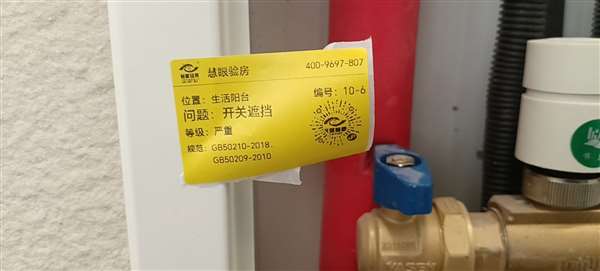 慧眼验房
400-9697-807
位置：生活阳台
编号：10-6
问题：开关遮挡
等级：严重
规范：GB50210-2018、
GB50209-2010